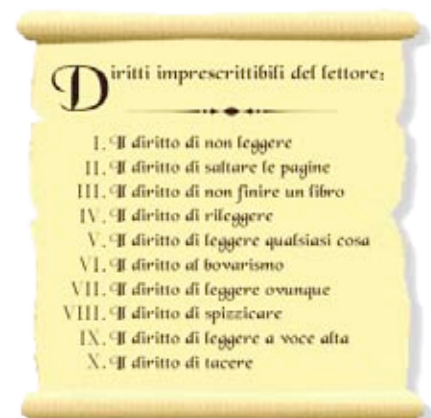 Diritti imprescrittibili del lettore:
I. Il diritto di non leggere
II. Il diritto di saltare le pagine
III. Il diritto di non finire un libro
IV. Il diritto di rileggere
V. Il diritto di leggere qualsiasi cosa
VI. Il diritto al bovarismo
VII. Il diritto di leggere ovunque
VIII. Il diritto di spizzicare
IX. Il diritto di leggere a voce alta
X. Il diritto di tacere